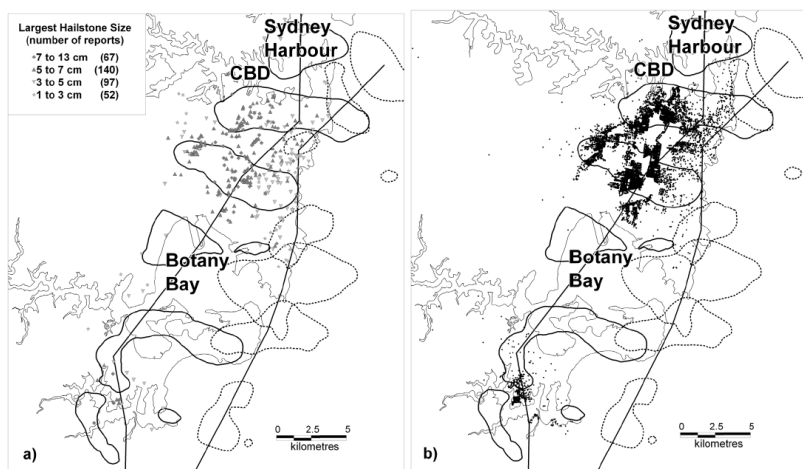 Largest Hailstone Size
(number of reports)
7 to 13 cm (67)
5 to 7 cm (140)
3 to 5 cm (97)
1 to 3 cm (52)
Sydney
Harbour
CBD
Botany
Bay
0 2.5 5
kilometres
a)
Sydney
Harbour
CBD
Botany
Bay
0 2.5 5
kilometres
b)